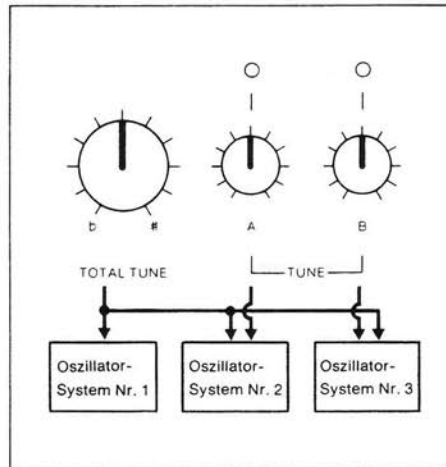 ♭ # A B
TOTAL TUNE TUNE
Oszillator-
System Nr. 1
Oszillator-
System Nr. 2
Oszillator-
System Nr. 3